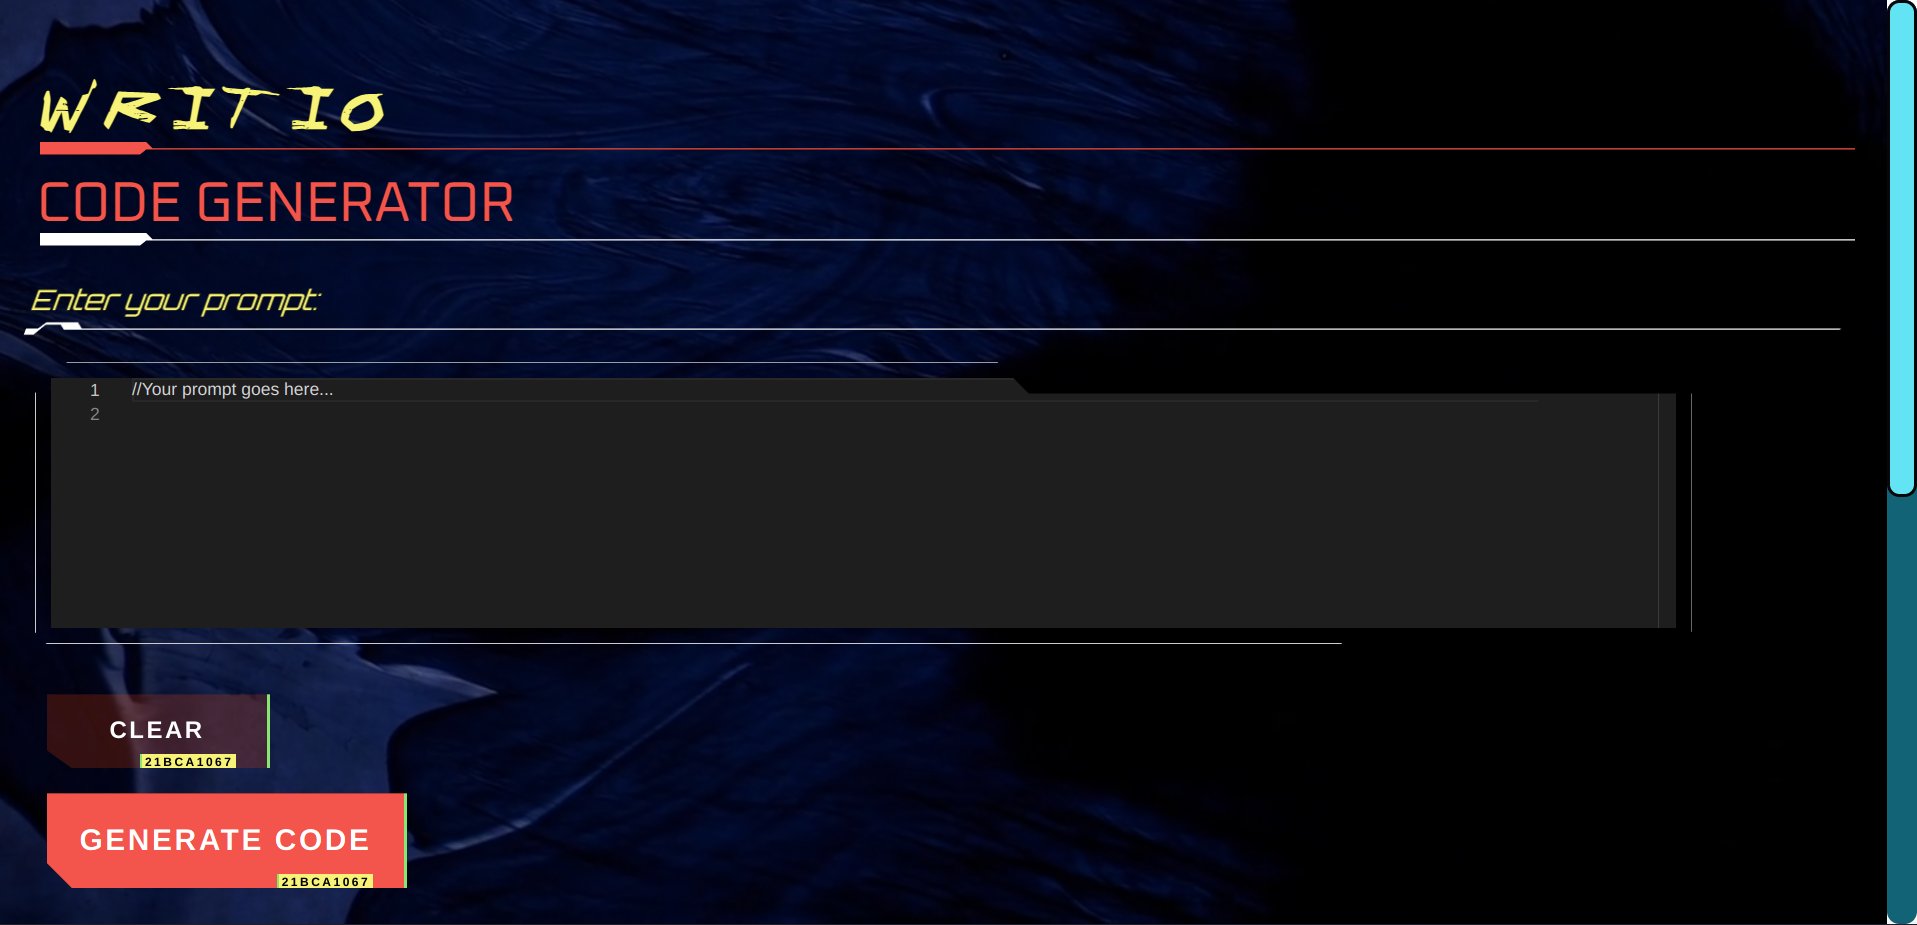 WRITIO
CODE GENERATOR
Enter your prompt:
1 //Your prompt goes here...
2
CLEAR
21BCA1067
GENERATE CODE
21BCA1067